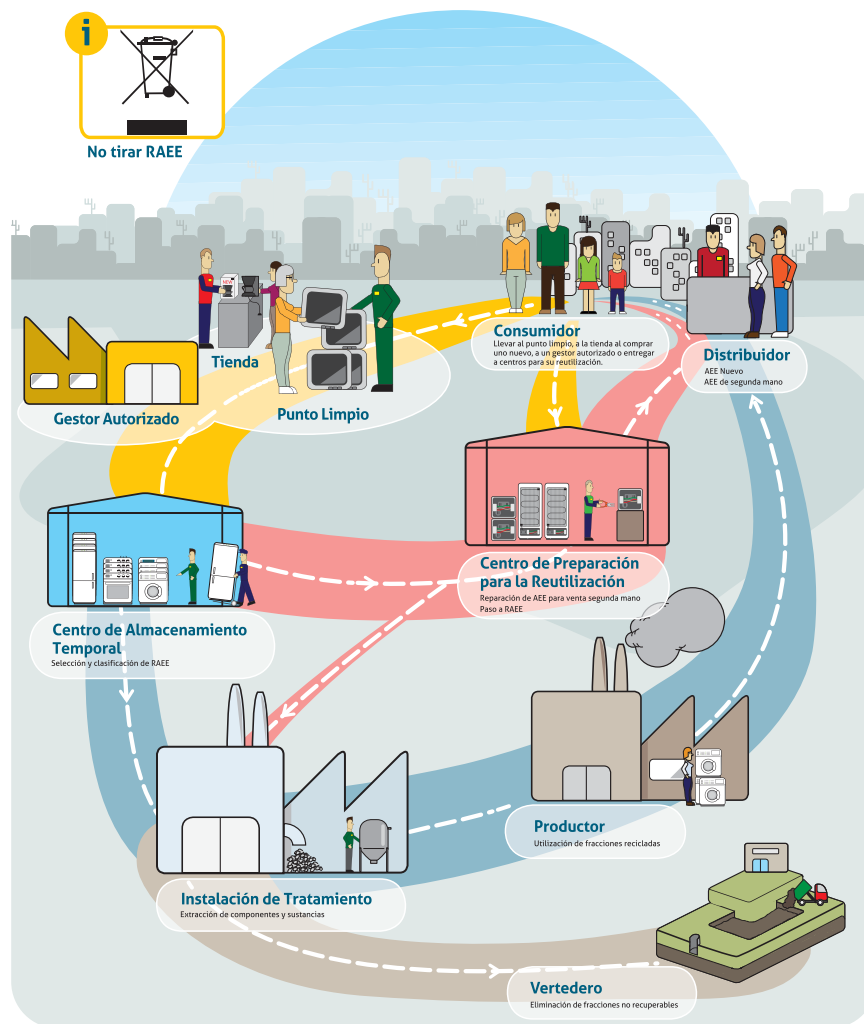 i
No tirar RAEE
NEW
Consumidor
Llevar al punto limpio, a la tienda al comprar
uno nuevo, a un gestor autorizado o entregar
a centros para su reutilización.
Distribuidor
AEE Nuevo
AEE de segunda mano
Tienda
Gestor Autorizado
Punto Limpio
Centro de Preparación
para la Reutilización
Reparación de AEE para venta segunda mano
Paso a RAEE
Centro de Almacenamiento
Temporal
Selección y clasificación de RAEE
Productor
Utilización de fracciones recicladas
Instalación de Tratamiento
Extracción de componentes y sustancias
Vertedero
Eliminación de fracciones no recuperables